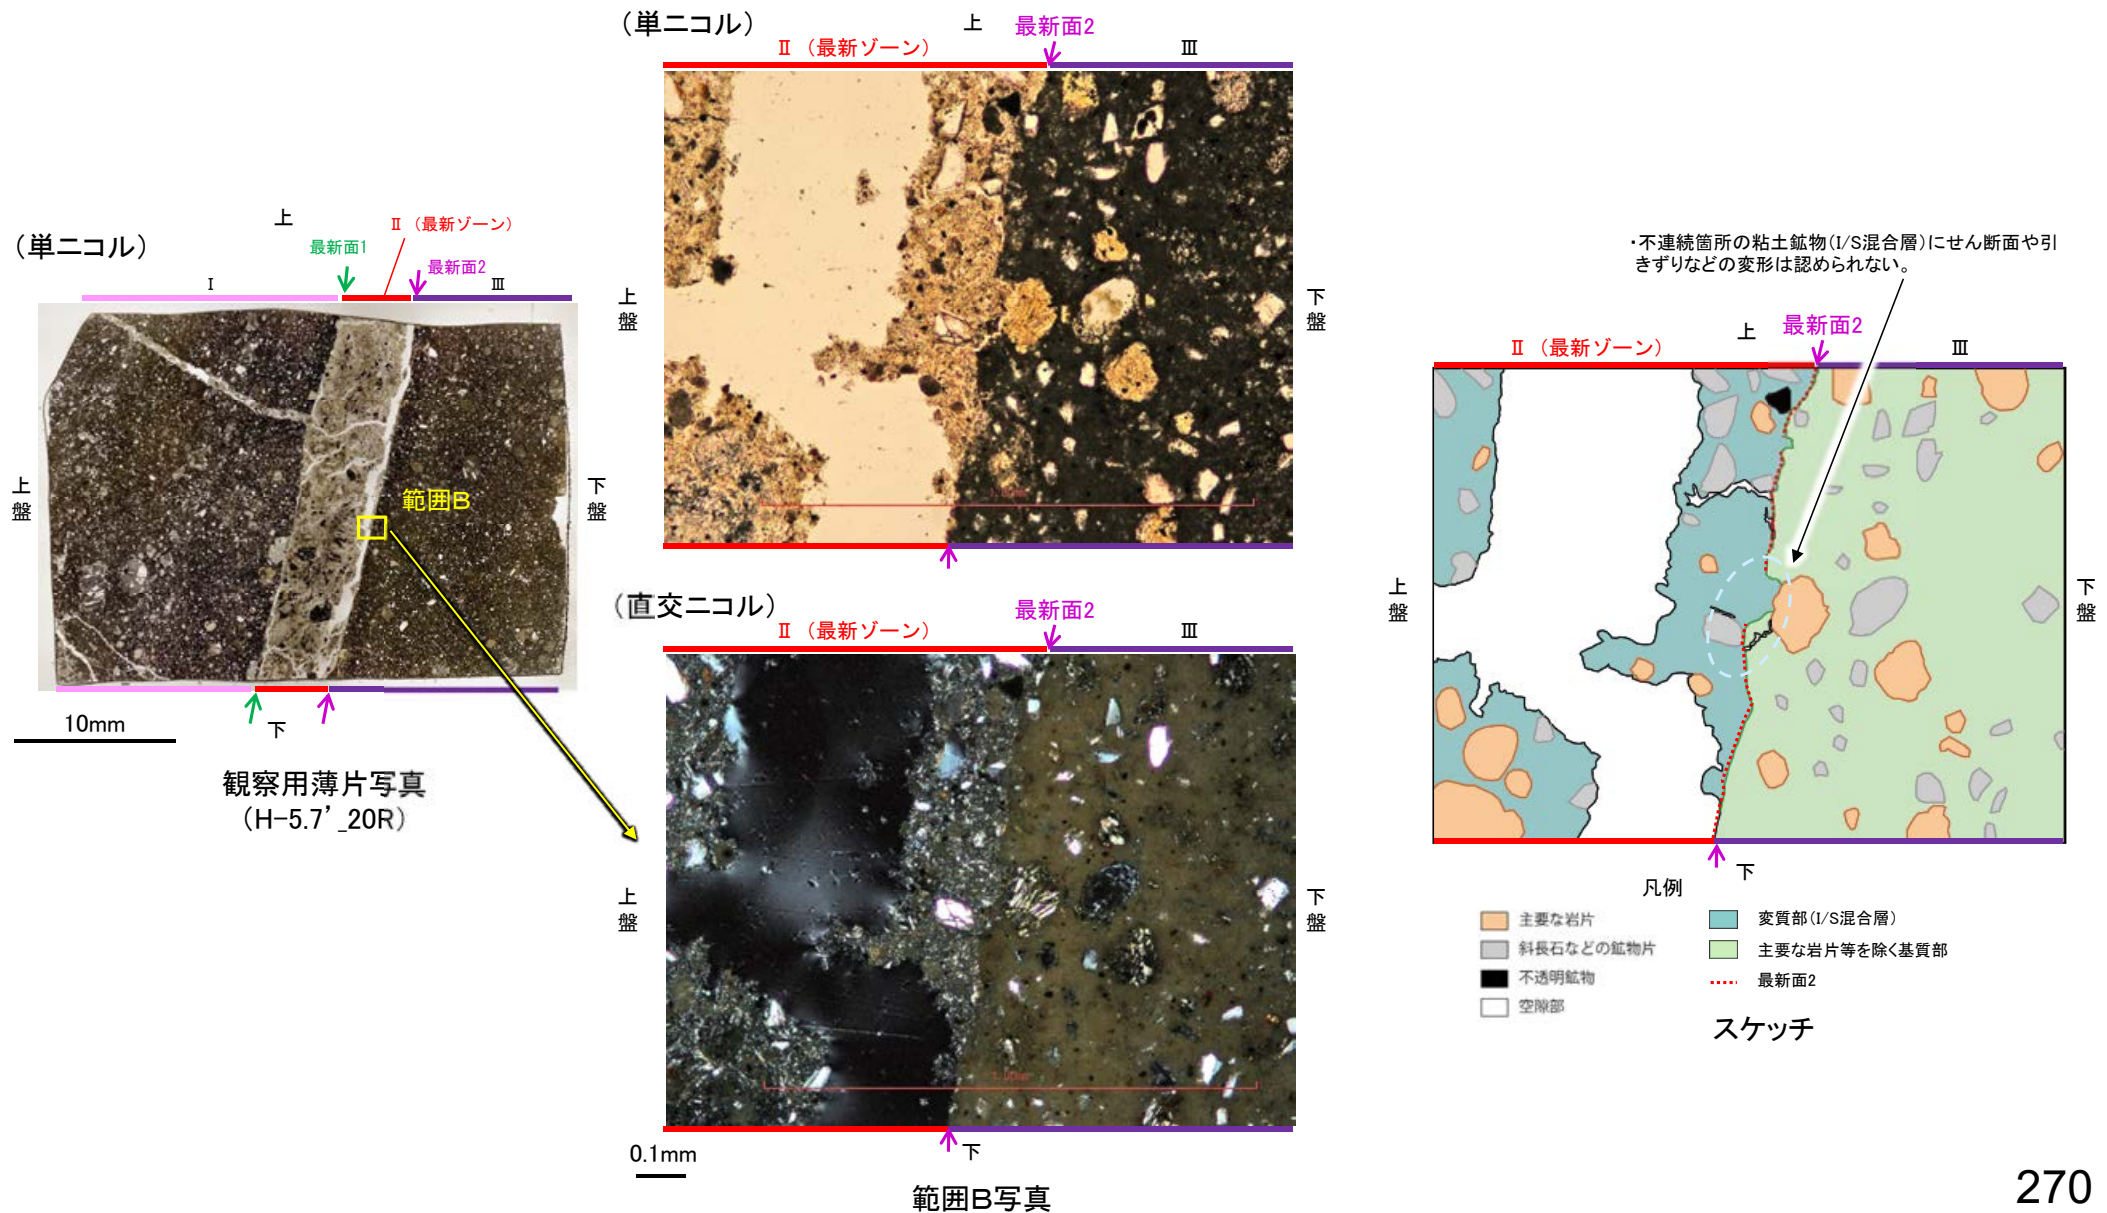 (単ニコル)
上
Ⅱ (最新ゾーン)
最新面1
最新面2
Ⅰ
Ⅲ
上盤
下盤
範囲B
下
10mm
観察用薄片写真
(H-5.7’_20R)
(単ニコル)
上
最新面2
Ⅱ (最新ゾーン)
Ⅲ
上盤
下盤
(直交ニコル)
最新面2
Ⅱ (最新ゾーン)
Ⅲ
上盤
下盤
下
0.1mm
範囲B写真
・不連続箇所の粘土鉱物(I/S混合層)にせん断面や引
きずりなどの変形は認められない。
上
最新面2
Ⅱ (最新ゾーン)
Ⅲ
上盤
下盤
下
凡例
主要な岩片
斜長石などの鉱物片
不透明鉱物
空隙部
変質部(I/S混合層)
主要な岩片等を除く基質部
最新面2
スケッチ
270